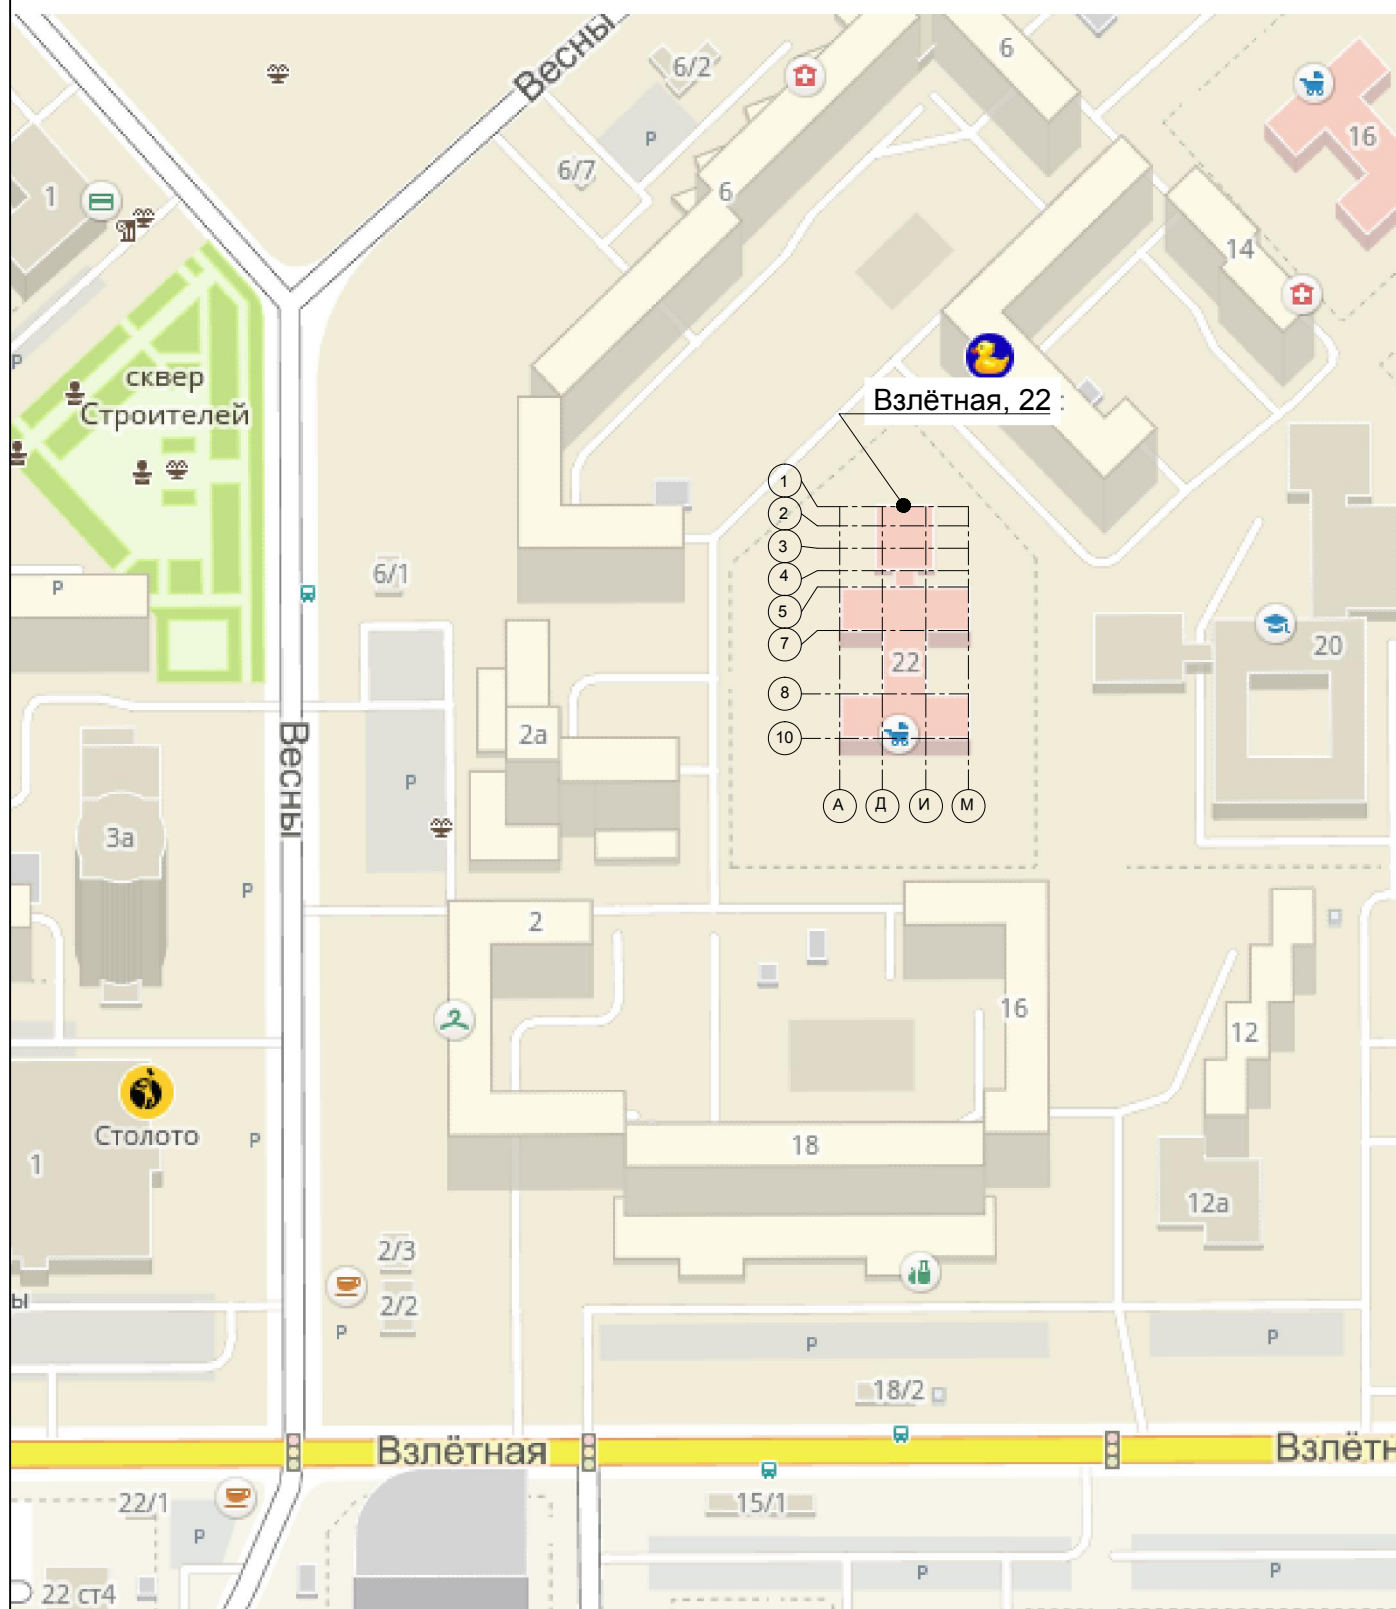 Весны
6/2
6
6
16
Р
6/7
1
6
14
сквер
Строителей
Р
Взлётная, 22
1
2
3
4
5
7
8
10
22
А
Д
И
М
Р
6/1
20
2а
Весны
Р
3а
Р
2
16
12
Столото
Р
18
1
12а
2/3
2/2
ы
Р
Р
Р
18/2
Взлётная
Взлётн
22/1
15/1
Р
Р
Р
22 ст4